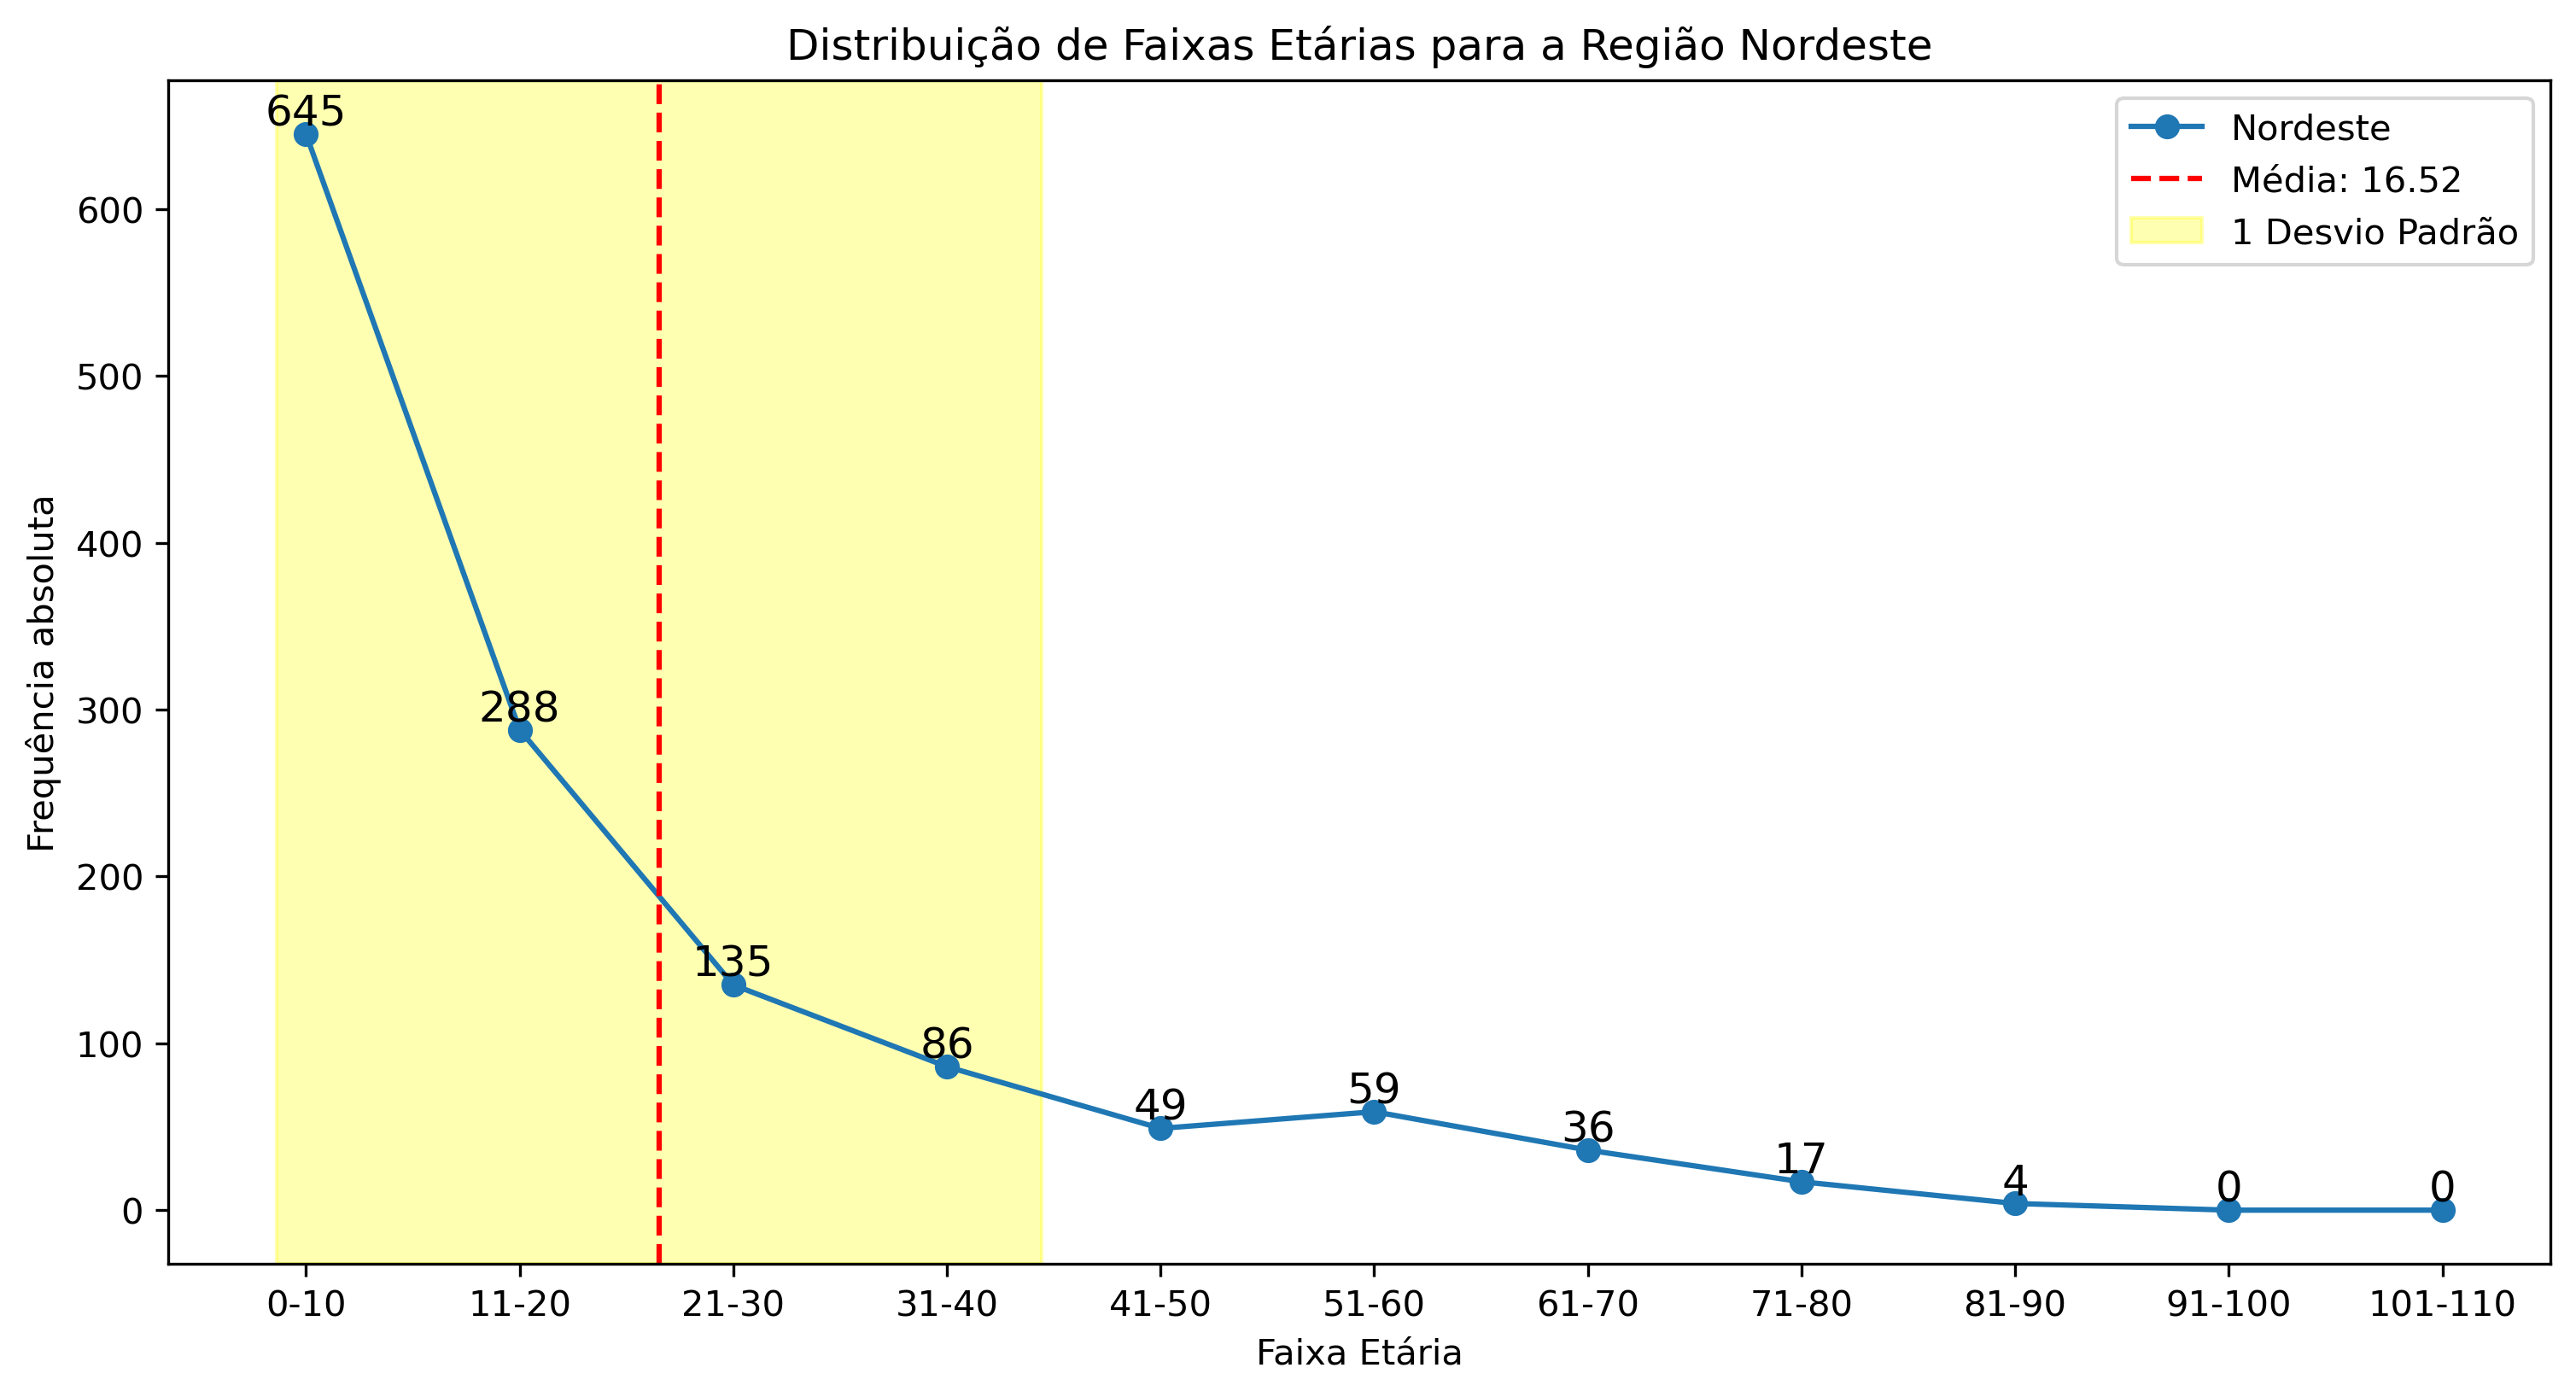 Distribuição de Faixas Etárias para a Região Nordeste
Nordeste
Média: 16.52
1 Desvio Padrão
Frequência absoluta
600
500
400
300
200
100
0
645
288
135
86
49
59
36
17
4
0
0
0-10 11-20 21-30 31-40 41-50 51-60 61-70 71-80 81-90 91-100 101-110
Faixa Etária